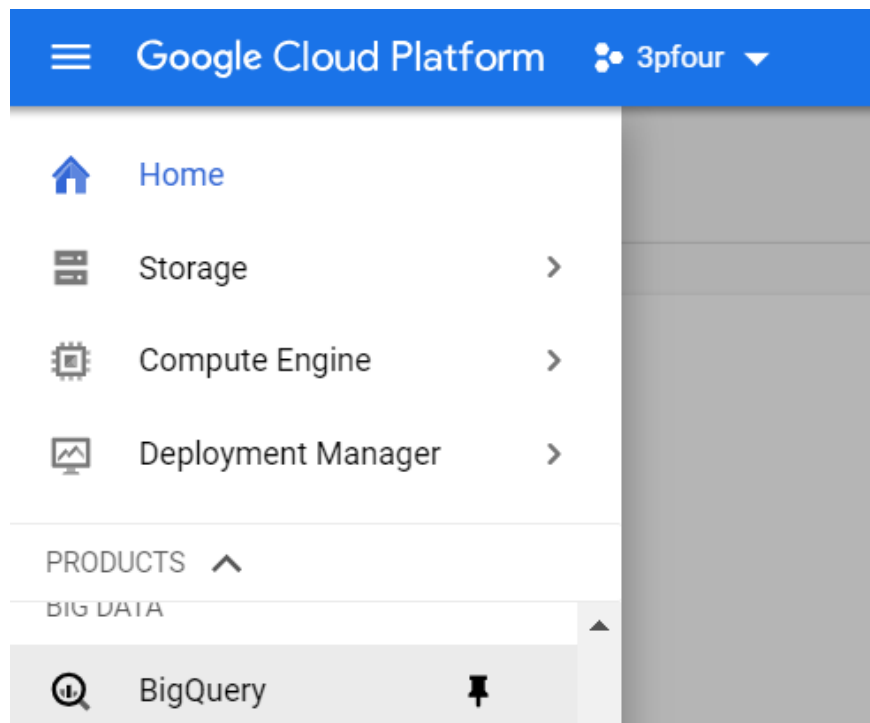 Google Cloud Platform 3pfour
Home
Storage
Compute Engine
Deployment Manager
PRODUCTS
BIG DATA
BigQuery